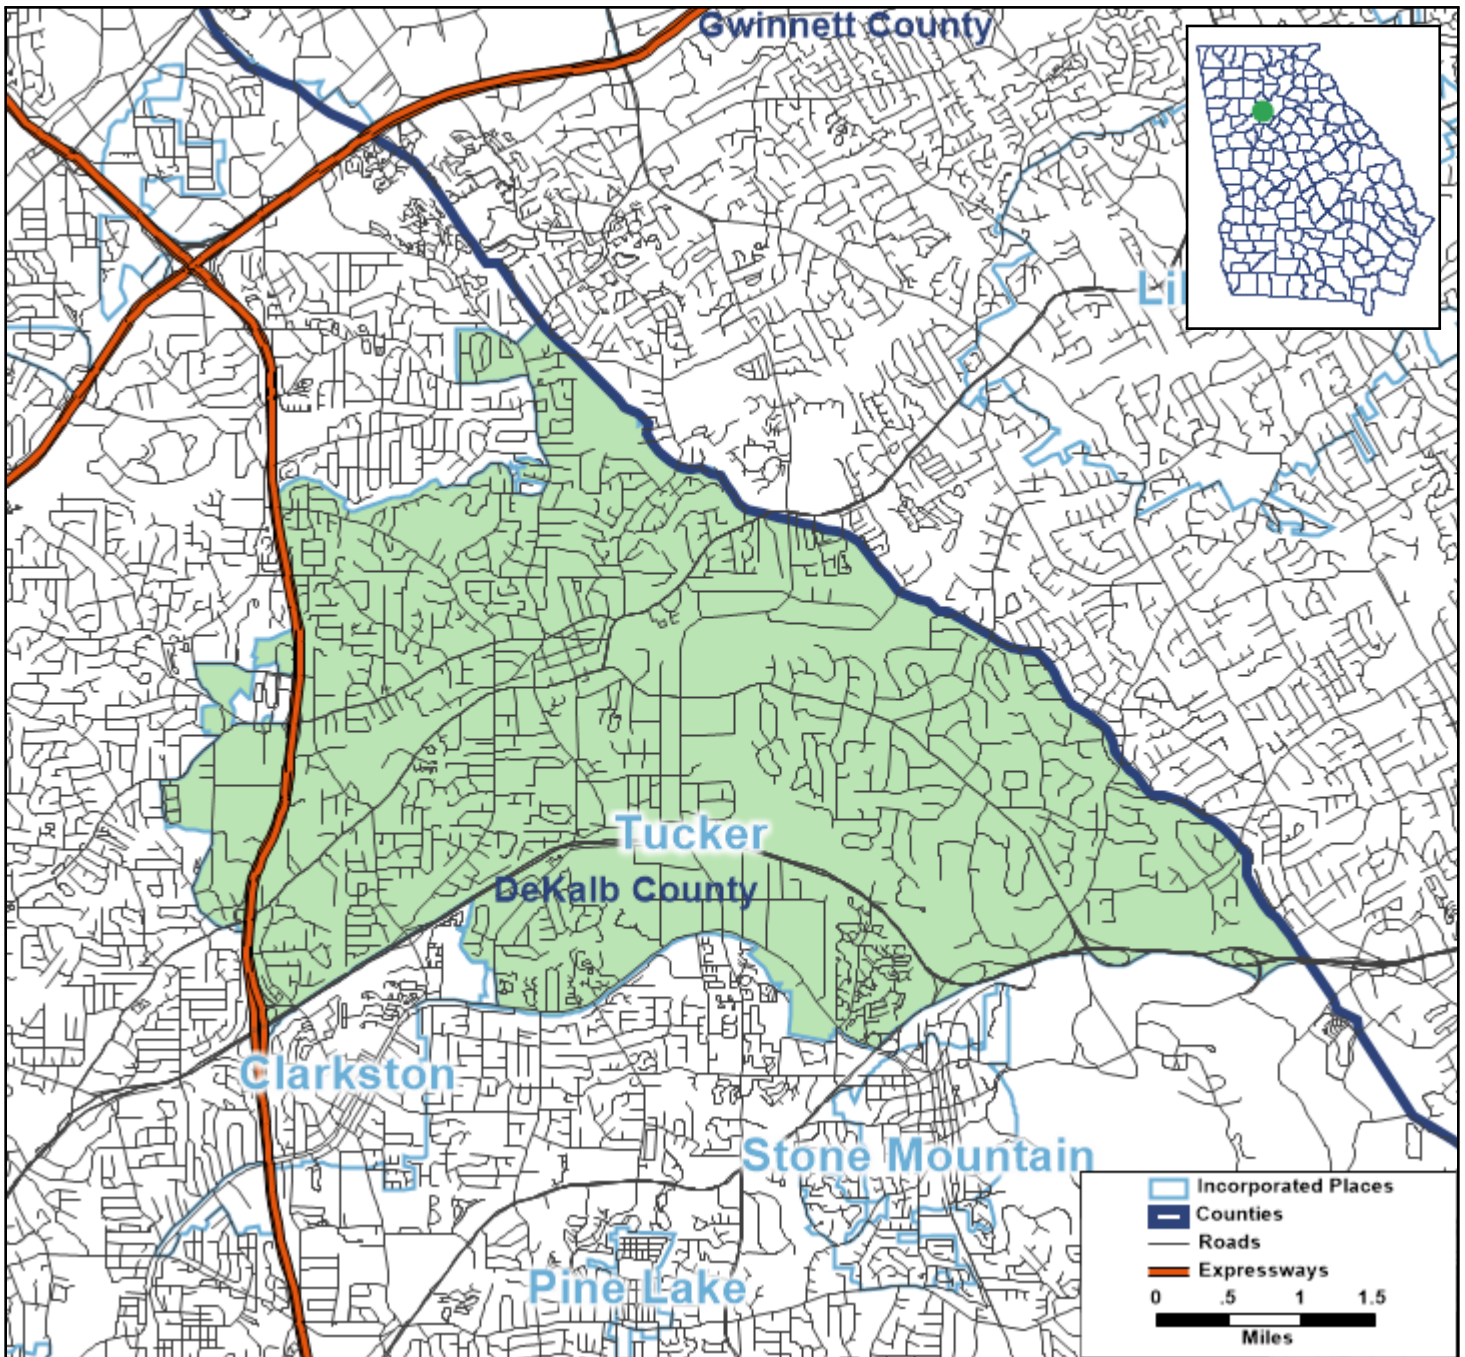 Gwinnett County
Tucker
DeKalb County
Clarkston
Stone Mountain
Pine Lake
Incorporated Places
Counties
Roads
Expressways
0 .5 1 1.5
Miles